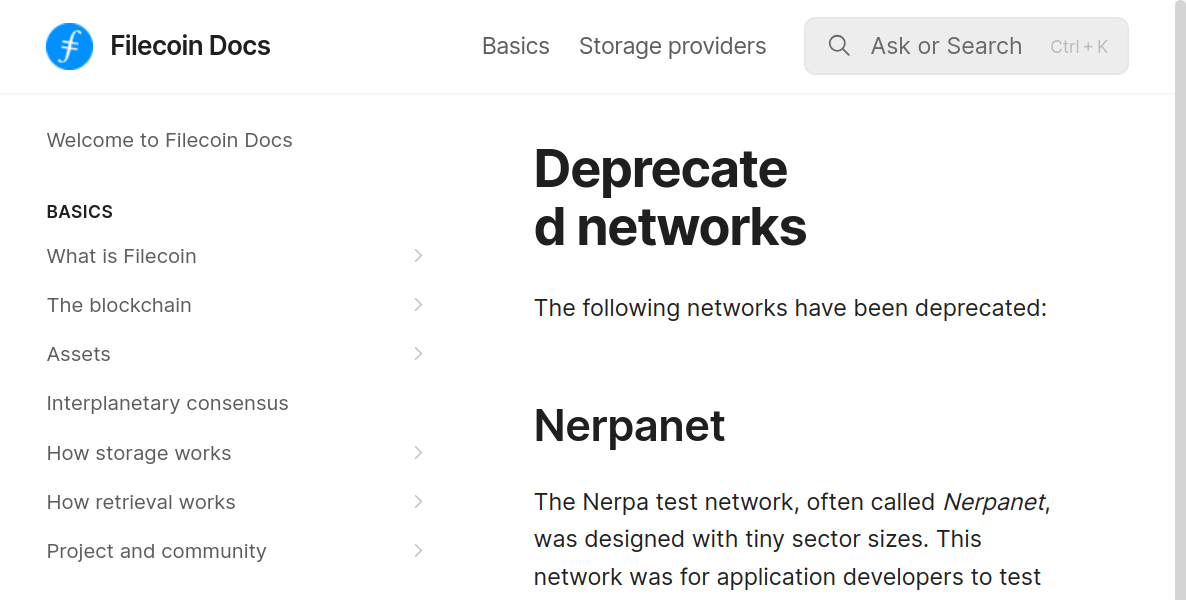 Filecoin Docs
Basics
Storage providers
Ask or Search
Ctrl + K
Welcome to Filecoin Docs
BASICS
What is Filecoin
The blockchain
Assets
Interplanetary consensus
How storage works
How retrieval works
Project and community
Deprecate
d networks
The following networks have been deprecated:
Nerpanet
The Nerpa test network, often called Nerpanet,
was designed with tiny sector sizes. This
network was for application developers to test